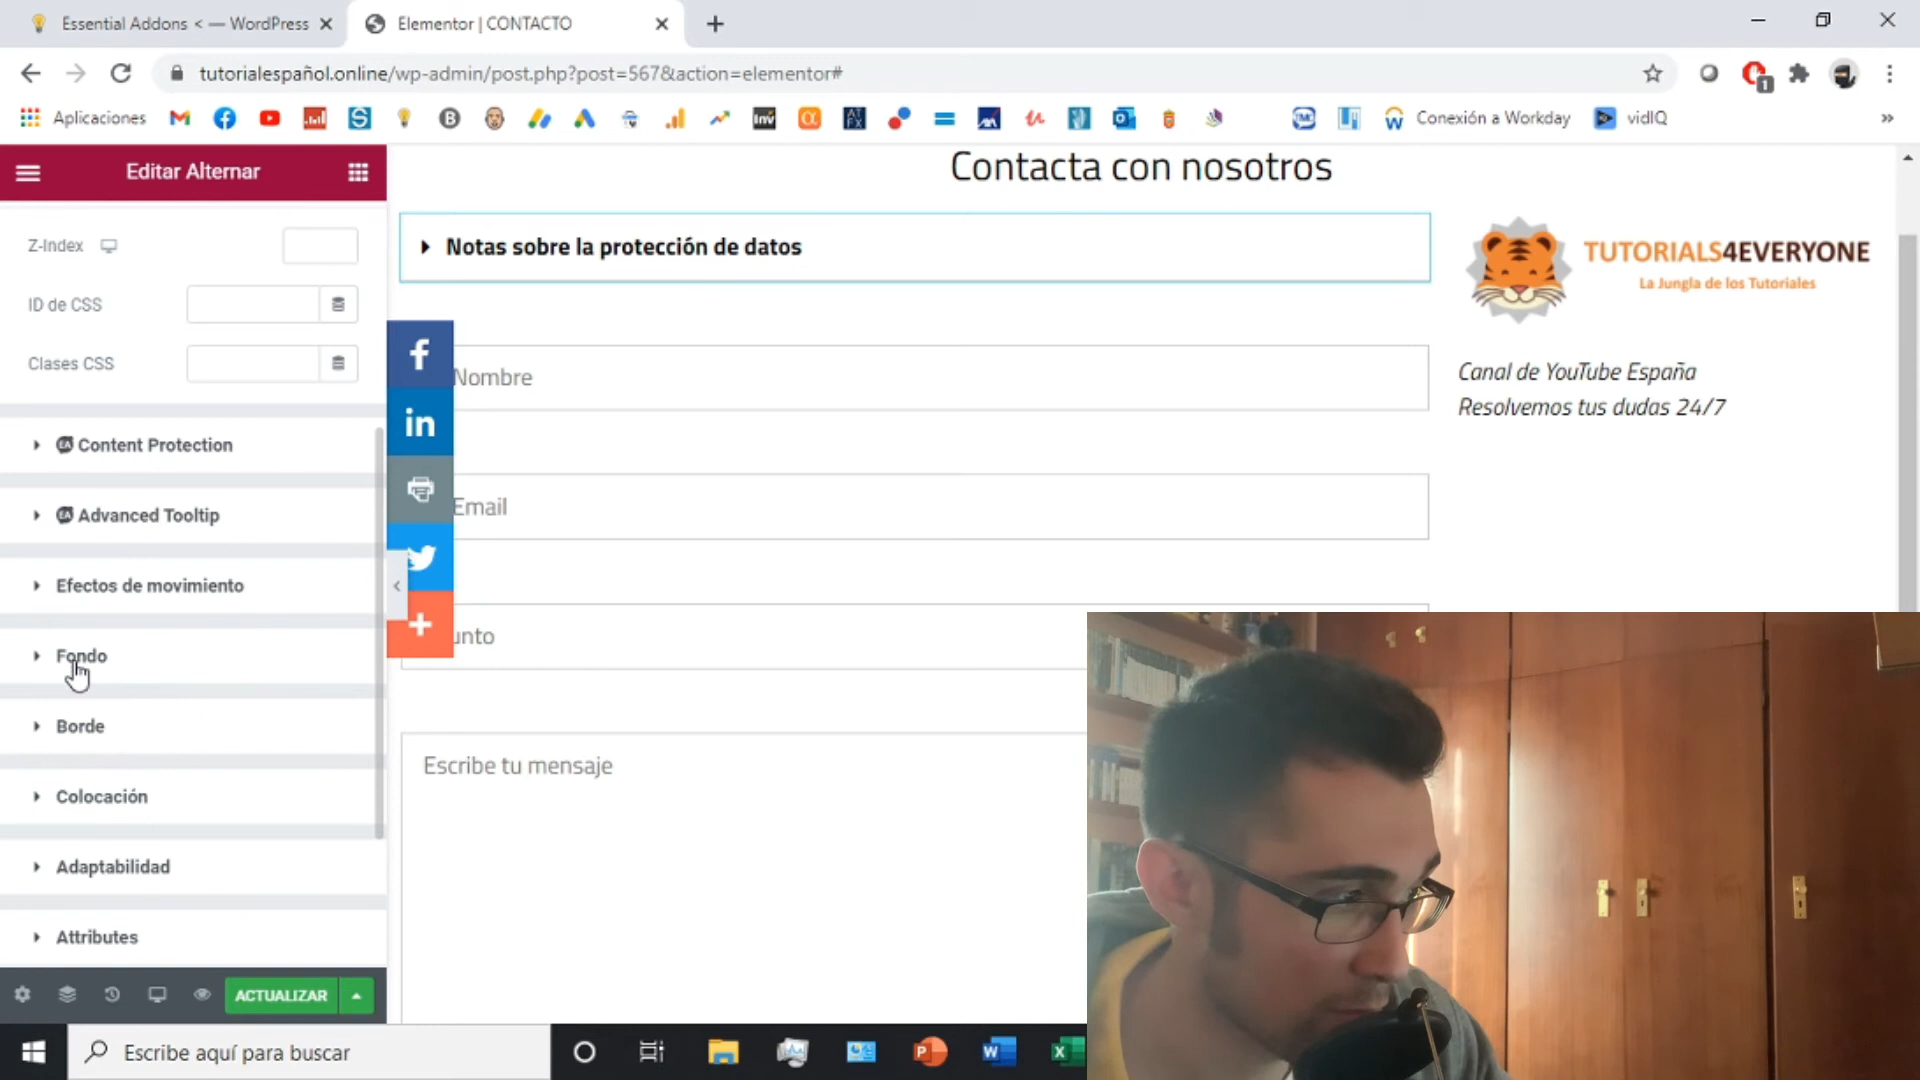 Essential Addons < — WordPress
Elementor | CONTACTO
tutorialespañol.online/wp-admin/post.php?post=567&action=elementor#
1
Aplicaciones
Inv
Conexión a Workday
vidIQ
»
Editar Alternar
Z-Index
ID de CSS
Clases CSS
Content Protection
Advanced Tooltip
Efectos de movimiento
Fondo
Borde
Colocación
Adaptabilidad
Attributes
ACTUALIZAR
Contacta con nosotros
Notas sobre la protección de datos
Nombre
Email
unto
Escribe tu mensaje
TUTORIALS4EVERYONE
La Jungla de los Tutoriales
Canal de YouTube España
Resolvemos tus dudas 24/7
Escribe aquí para buscar